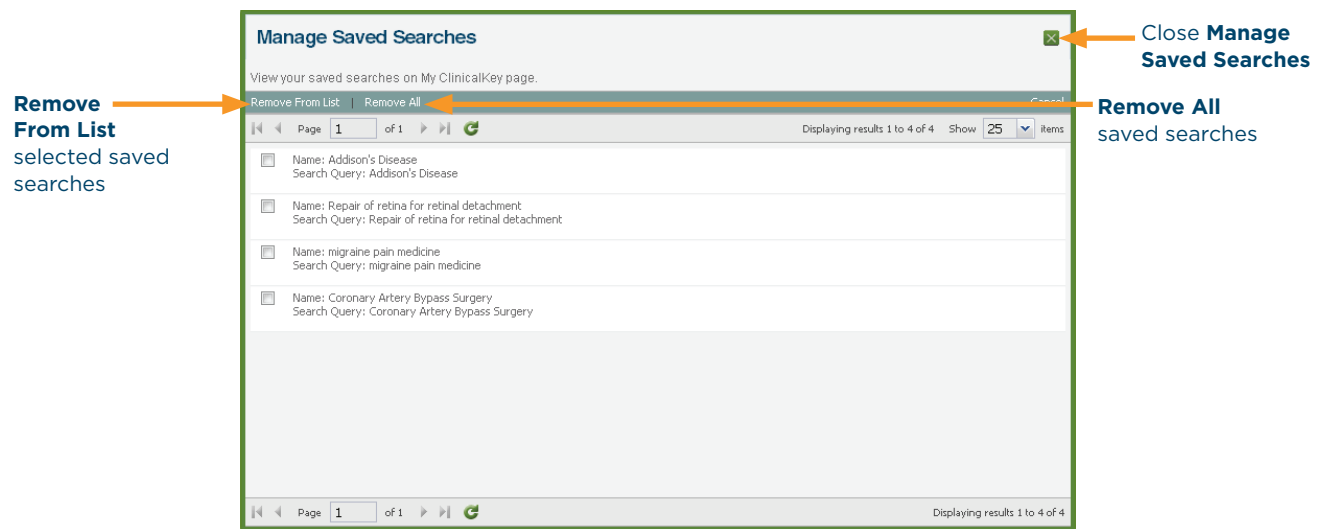 Manage Saved Searches
Close Manage
Saved Searches
View your saved searches on My ClinicalKey page.
Remove
From List
selected saved
searches
Remove From List | Remove All
Cancel
Remove All
saved searches
Page 1 of 1
Displaying results 1 to 4 of 4 Show 25 items
Name: Addison's Disease
Search Query: Addison's Disease
Name: Repair of retina for retinal detachment
Search Query: Repair of retina for retinal detachment
Name: migraine pain medicine
Search Query: migraine pain medicine
Name: Coronary Artery Bypass Surgery
Search Query: Coronary Artery Bypass Surgery
Page 1 of 1
Displaying results 1 to 4 of 4